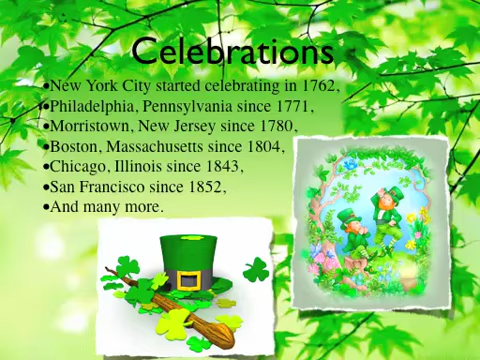 Celebrations
•New York City started celebrating in 1762,
•Philadelphia, Pennsylvania since 1771,
•Morristown, New Jersey since 1780,
•Boston, Massachusetts since 1804,
•Chicago, Illinois since 1843,
•San Francisco since 1852,
•And many more.